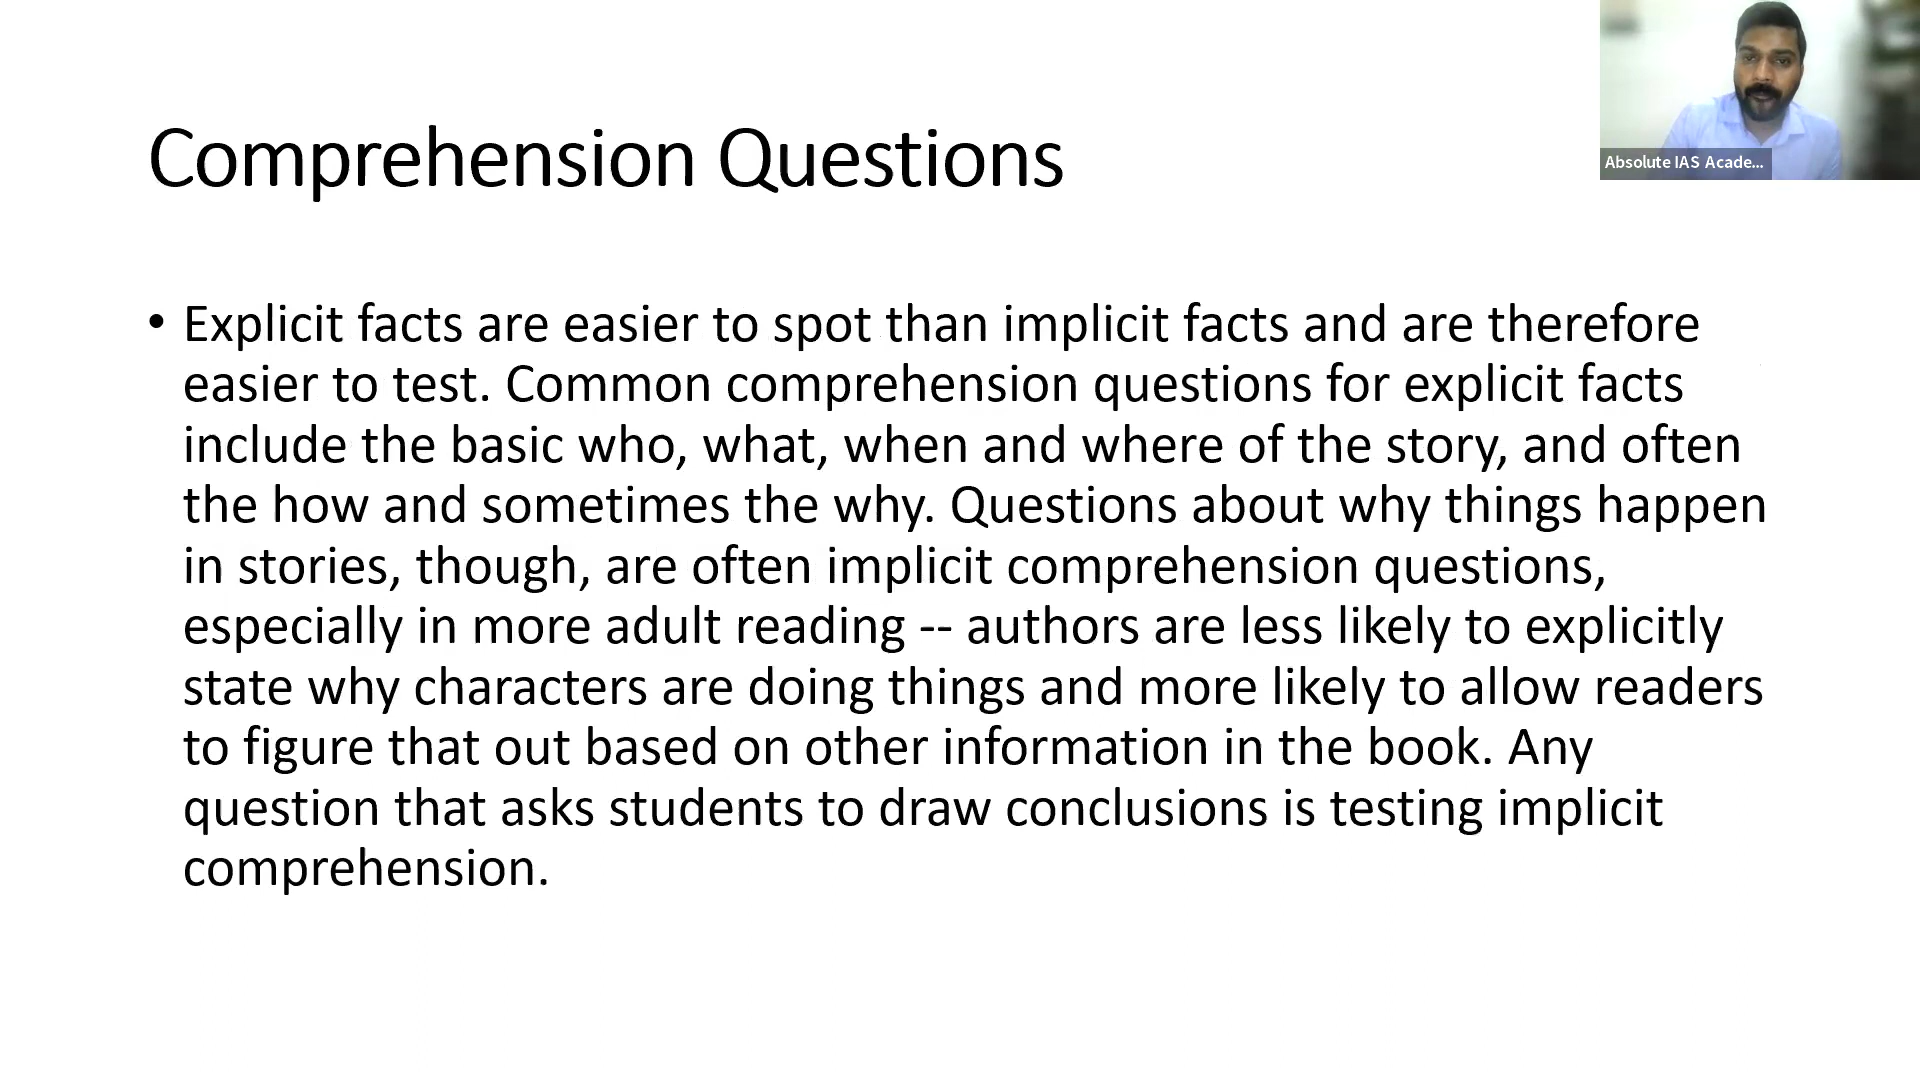 Comprehension Questions
Absolute IAS Acade...
• Explicit facts are easier to spot than implicit facts and are therefore
easier to test. Common comprehension questions for explicit facts
include the basic who, what, when and where of the story, and often
the how and sometimes the why. Questions about why things happen
in stories, though, are often implicit comprehension questions,
especially in more adult reading -- authors are less likely to explicitly
state why characters are doing things and more likely to allow readers
to figure that out based on other information in the book. Any
question that asks students to draw conclusions is testing implicit
comprehension.